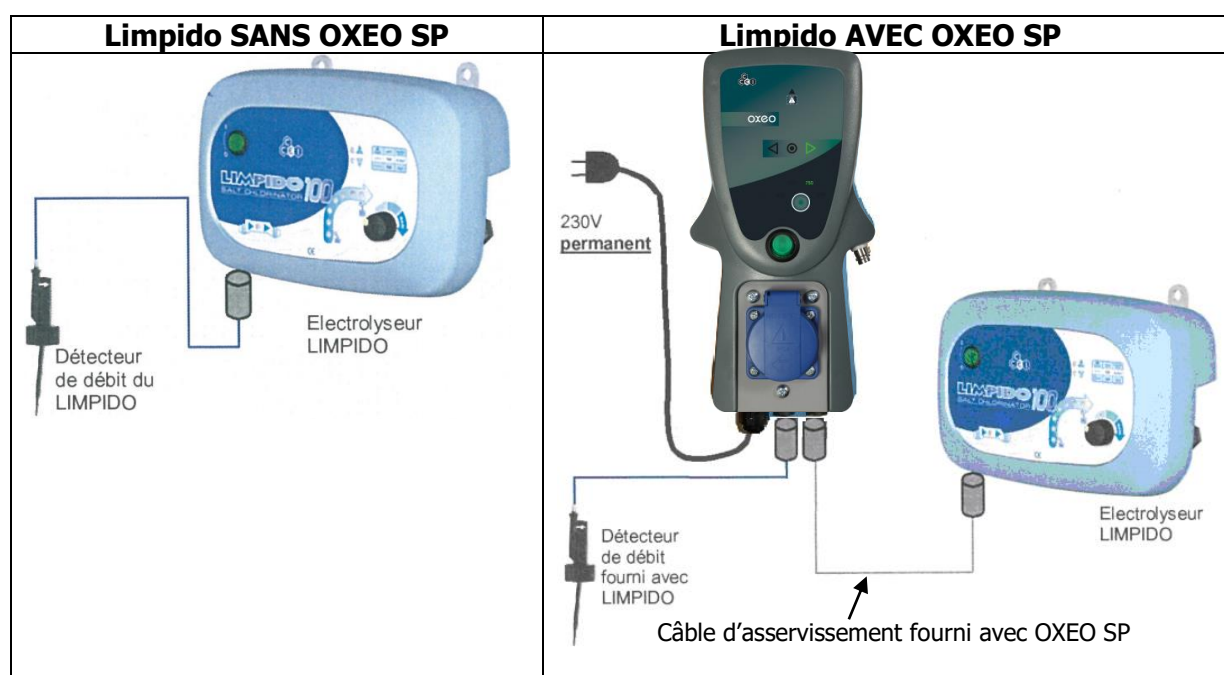 Limpido SANS OXEO SP
Limpido AVEC OXEO SP
LIMPIDO 100
SALT CHLORINATOR
Electrolyseur
LIMPIDO
Détecteur
de débit du
LIMPIDO
oxeo
230V
permanent
LIMPIDO 100
SALT CHLORINATOR
Electrolyseur
LIMPIDO
Détecteur
de débit
fourni avec
LIMPIDO
Câble d’asservissement fourni avec OXEO SP